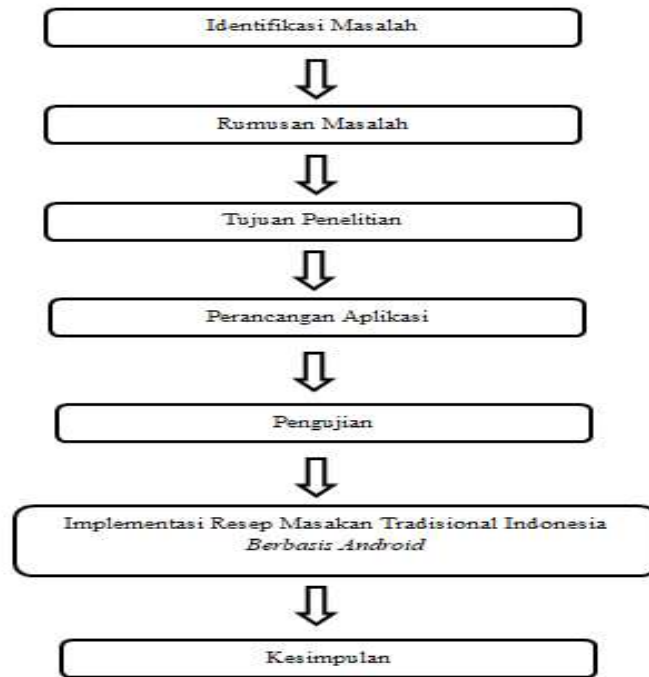 Identifikasi Masalah
Rumusan Masalah
Tujuan Penelitian
Perancangan Aplikasi
Pengujian
Implementasi Resep Masakan Tradisional Indonesia
Berbasis Android
Kesimpulan